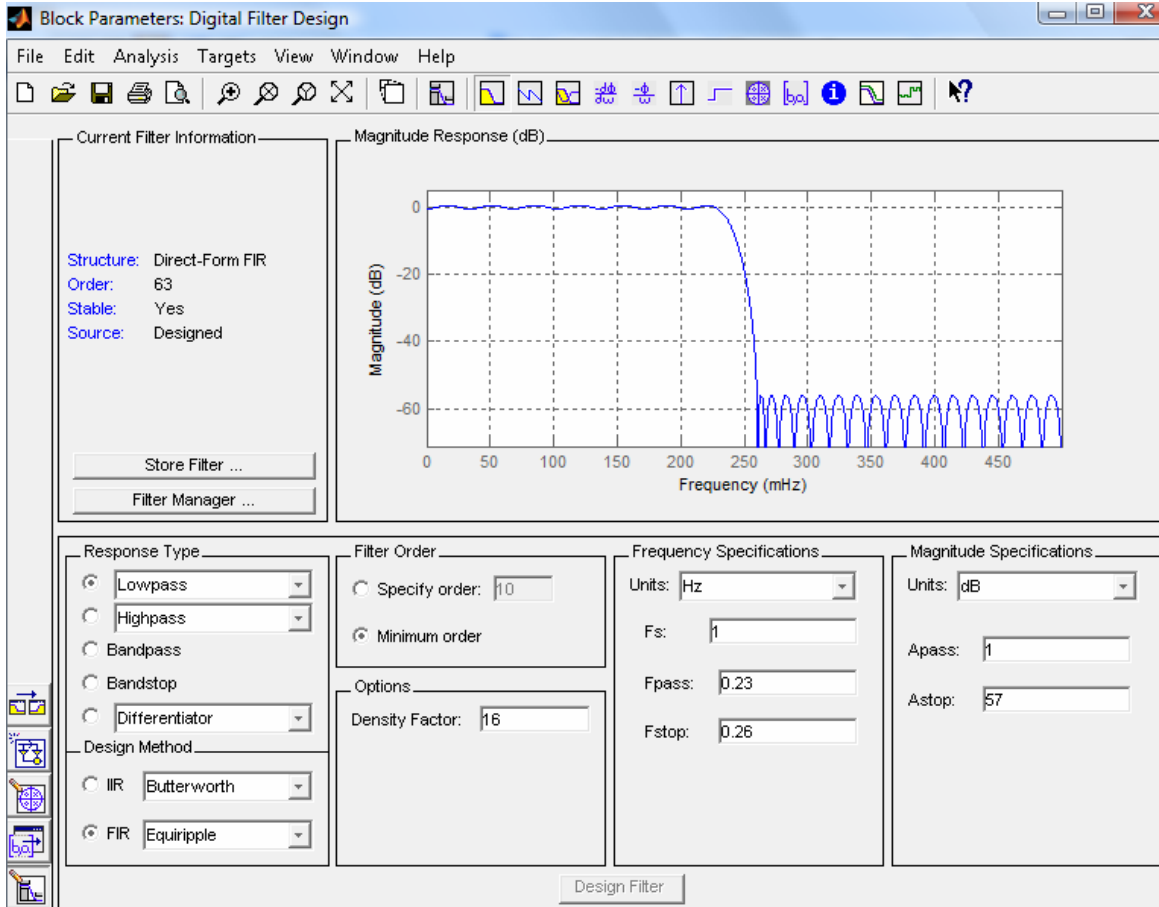 Block Parameters: Digital Filter Design
File Edit Analysis Targets View Window Help
Current Filter Information
Structure: Direct-Form FIR
Order: 63
Stable: Yes
Source: Designed
Store Filter ...
Filter Manager ...
Magnitude Response (dB)
Magnitude (dB)
0
-20
-40
-60
0 50 100 150 200 250 300 350 400 450
Frequency (mHz)
Response Type
Lowpass
Highpass
Bandpass
Bandstop
Differentiator
Design Method
IIR Butterworth
FIR Equiripple
Filter Order
Specify order: 10
Minimum order
Options
Density Factor: 16
Frequency Specifications
Units: Hz
Fs: 1
Fpass: 0.23
Fstop: 0.26
Magnitude Specifications
Units: dB
Apass: 1
Astop: 57
Design Filter